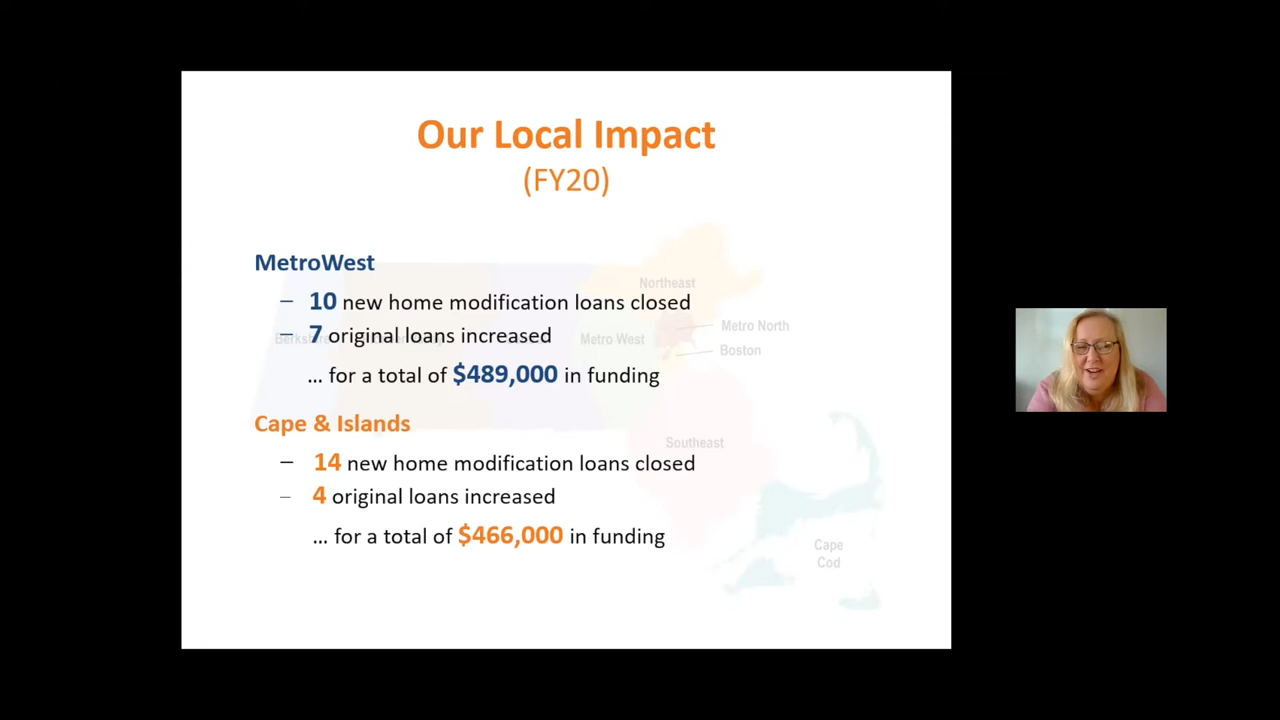 Our Local Impact
(FY20)
MetroWest
– 10 new home modification loans closed
– 7 original loans increased
... for a total of $489,000 in funding
Cape & Islands
– 14 new home modification loans closed
– 4 original loans increased
... for a total of $466,000 in funding
Northeast
Metro North
Metro West
Boston
Southeast
Cape
Cod